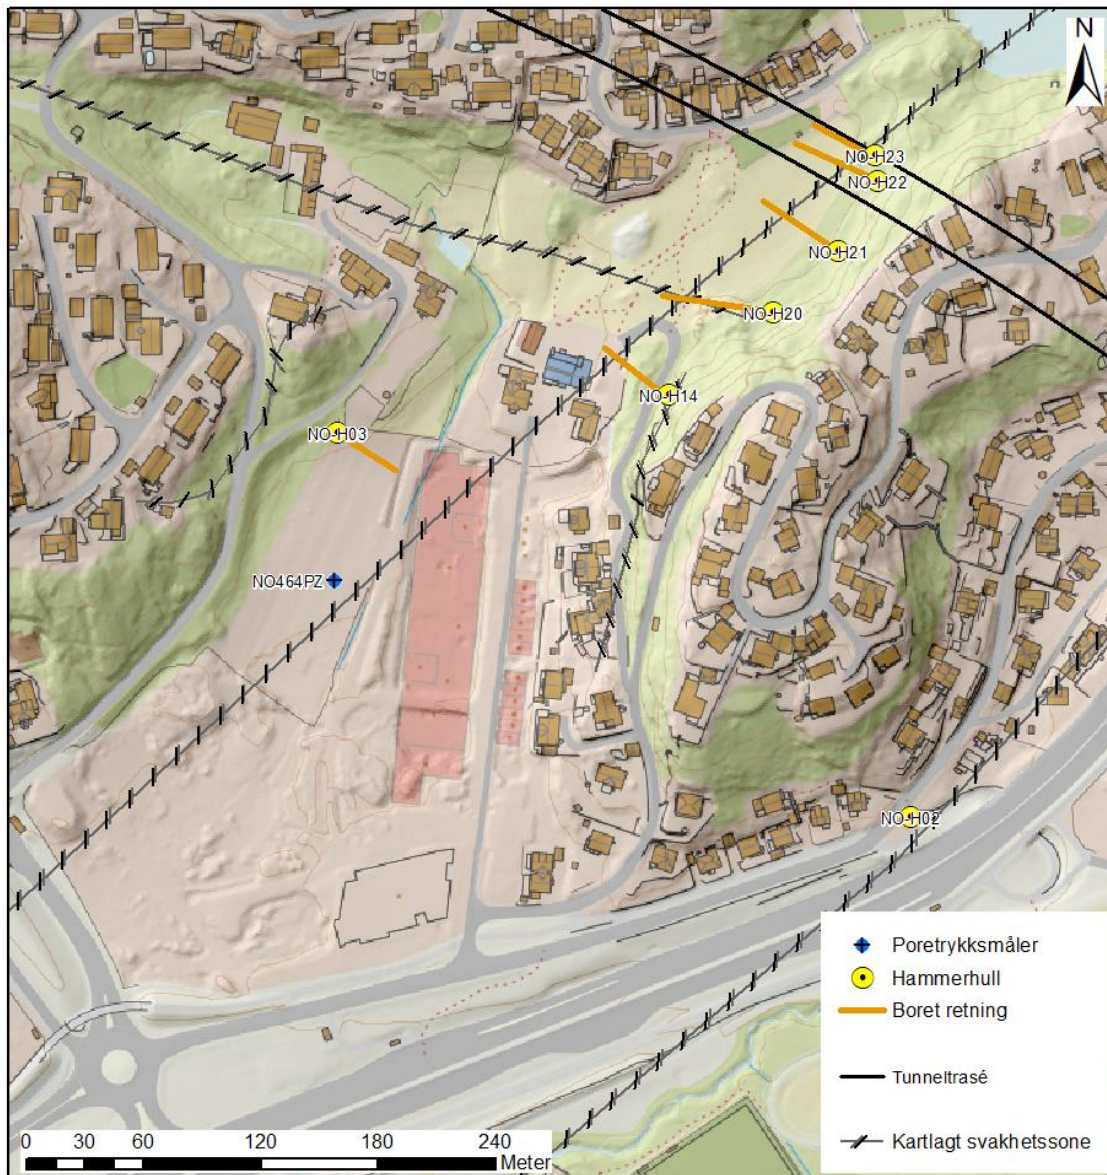 N
NO-H23
NO-H22
NO-H21
NO-H20
NO-H14
NO-H03
NO464PZ
NO-H02
Poretrykksmåler
Hammerhull
Boret retning
Tunneltrasé
Kartlagt svakhetssone
0 30 60 120 180 240
Meter